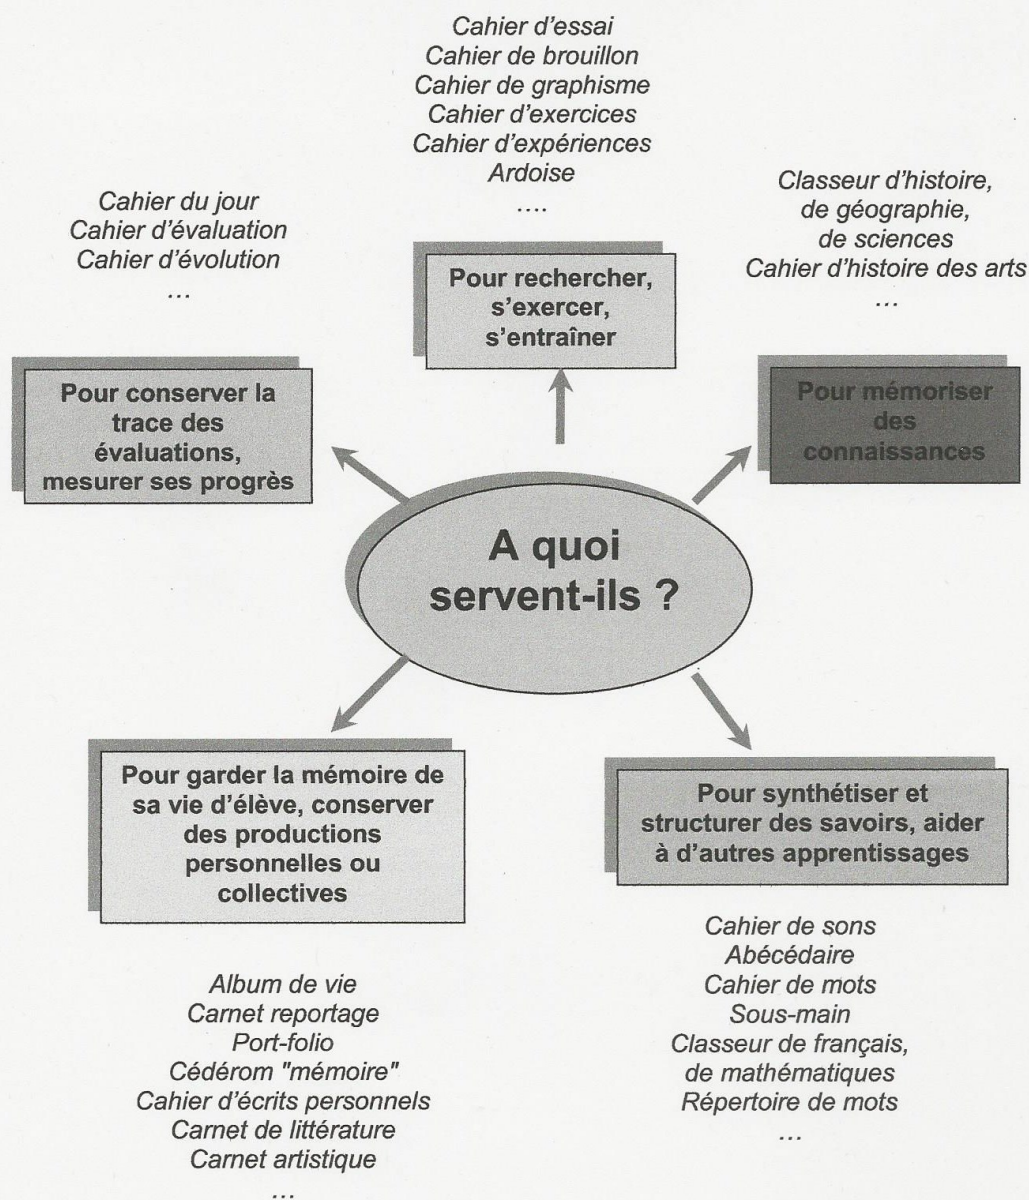 Cahier d'essai
Cahier de brouillon
Cahier de graphisme
Cahier d'exercices
Cahier d'expériences
Ardoise
....
Cahier du jour
Cahier d'évaluation
Cahier d'évolution
...
Classeur d'histoire,
de géographie,
de sciences
Cahier d'histoire des arts
...
Pour rechercher,
s'exercer,
s'entraîner
Pour conserver la
trace des
évaluations,
mesurer ses progrès
Pour mémoriser
des
connaissances
A quoi
servent-ils ?
Pour garder la mémoire de
sa vie d'élève, conserver
des productions
personnelles ou
collectives
Pour synthétiser et
structurer des savoirs, aider
à d'autres apprentissages
Album de vie
Carnet reportage
Port-folio
Cédérom "mémoire"
Cahier d'écrits personnels
Carnet de littérature
Carnet artistique
...
Cahier de sons
Abécédaire
Cahier de mots
Sous-main
Classeur de français,
de mathématiques
Répertoire de mots
...